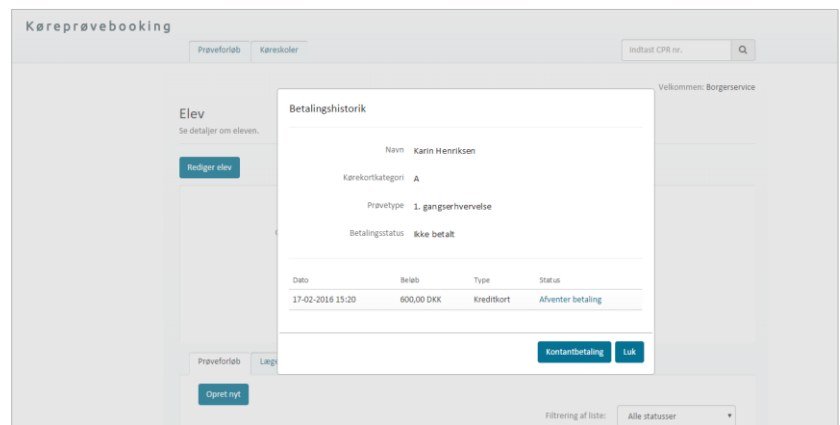 Køreprøvebooking
Prøveforløb Køreskoler
Indtast CPR nr.
Velkommen: Borgerservice
Elev
Se detaljer om eleven.
Rediger elev
Betalingshistorik
Navn Karin Henriksen
Kørekortkategori A
Prøvetype 1. gangserhvervelse
Betalingsstatus Ikke betalt
Dato Beløb Type Status
17-02-2016 15:20 600,00 DKK Kreditkort Afventer betaling
Kontantbetaling Luk
Prøveforløb
Opret nyt
Filtrering af liste: Alle statusser